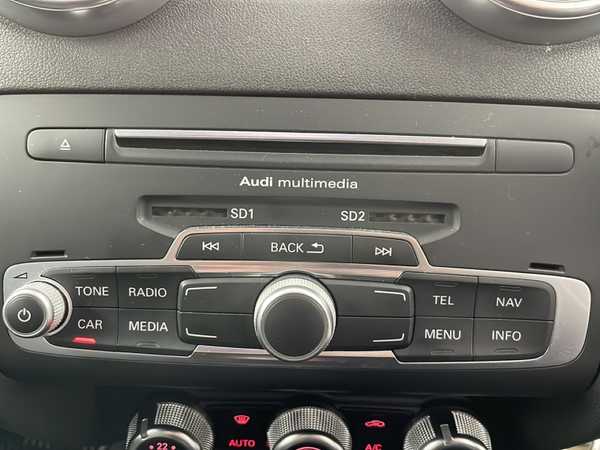 Audi multimedia
SD1 SD2
BACK
TONE RADIO TEL NAV
CAR MEDIA MENU INFO
AUTO A/C
22